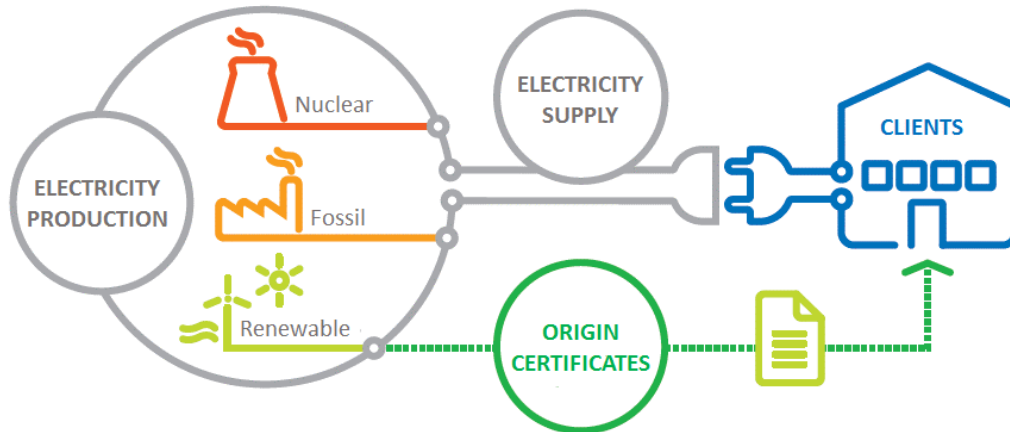 ELECTRICITY
PRODUCTION
Nuclear
Fossil
Renewable
ELECTRICITY
SUPPLY
CLIENTS
ORIGIN
CERTIFICATES